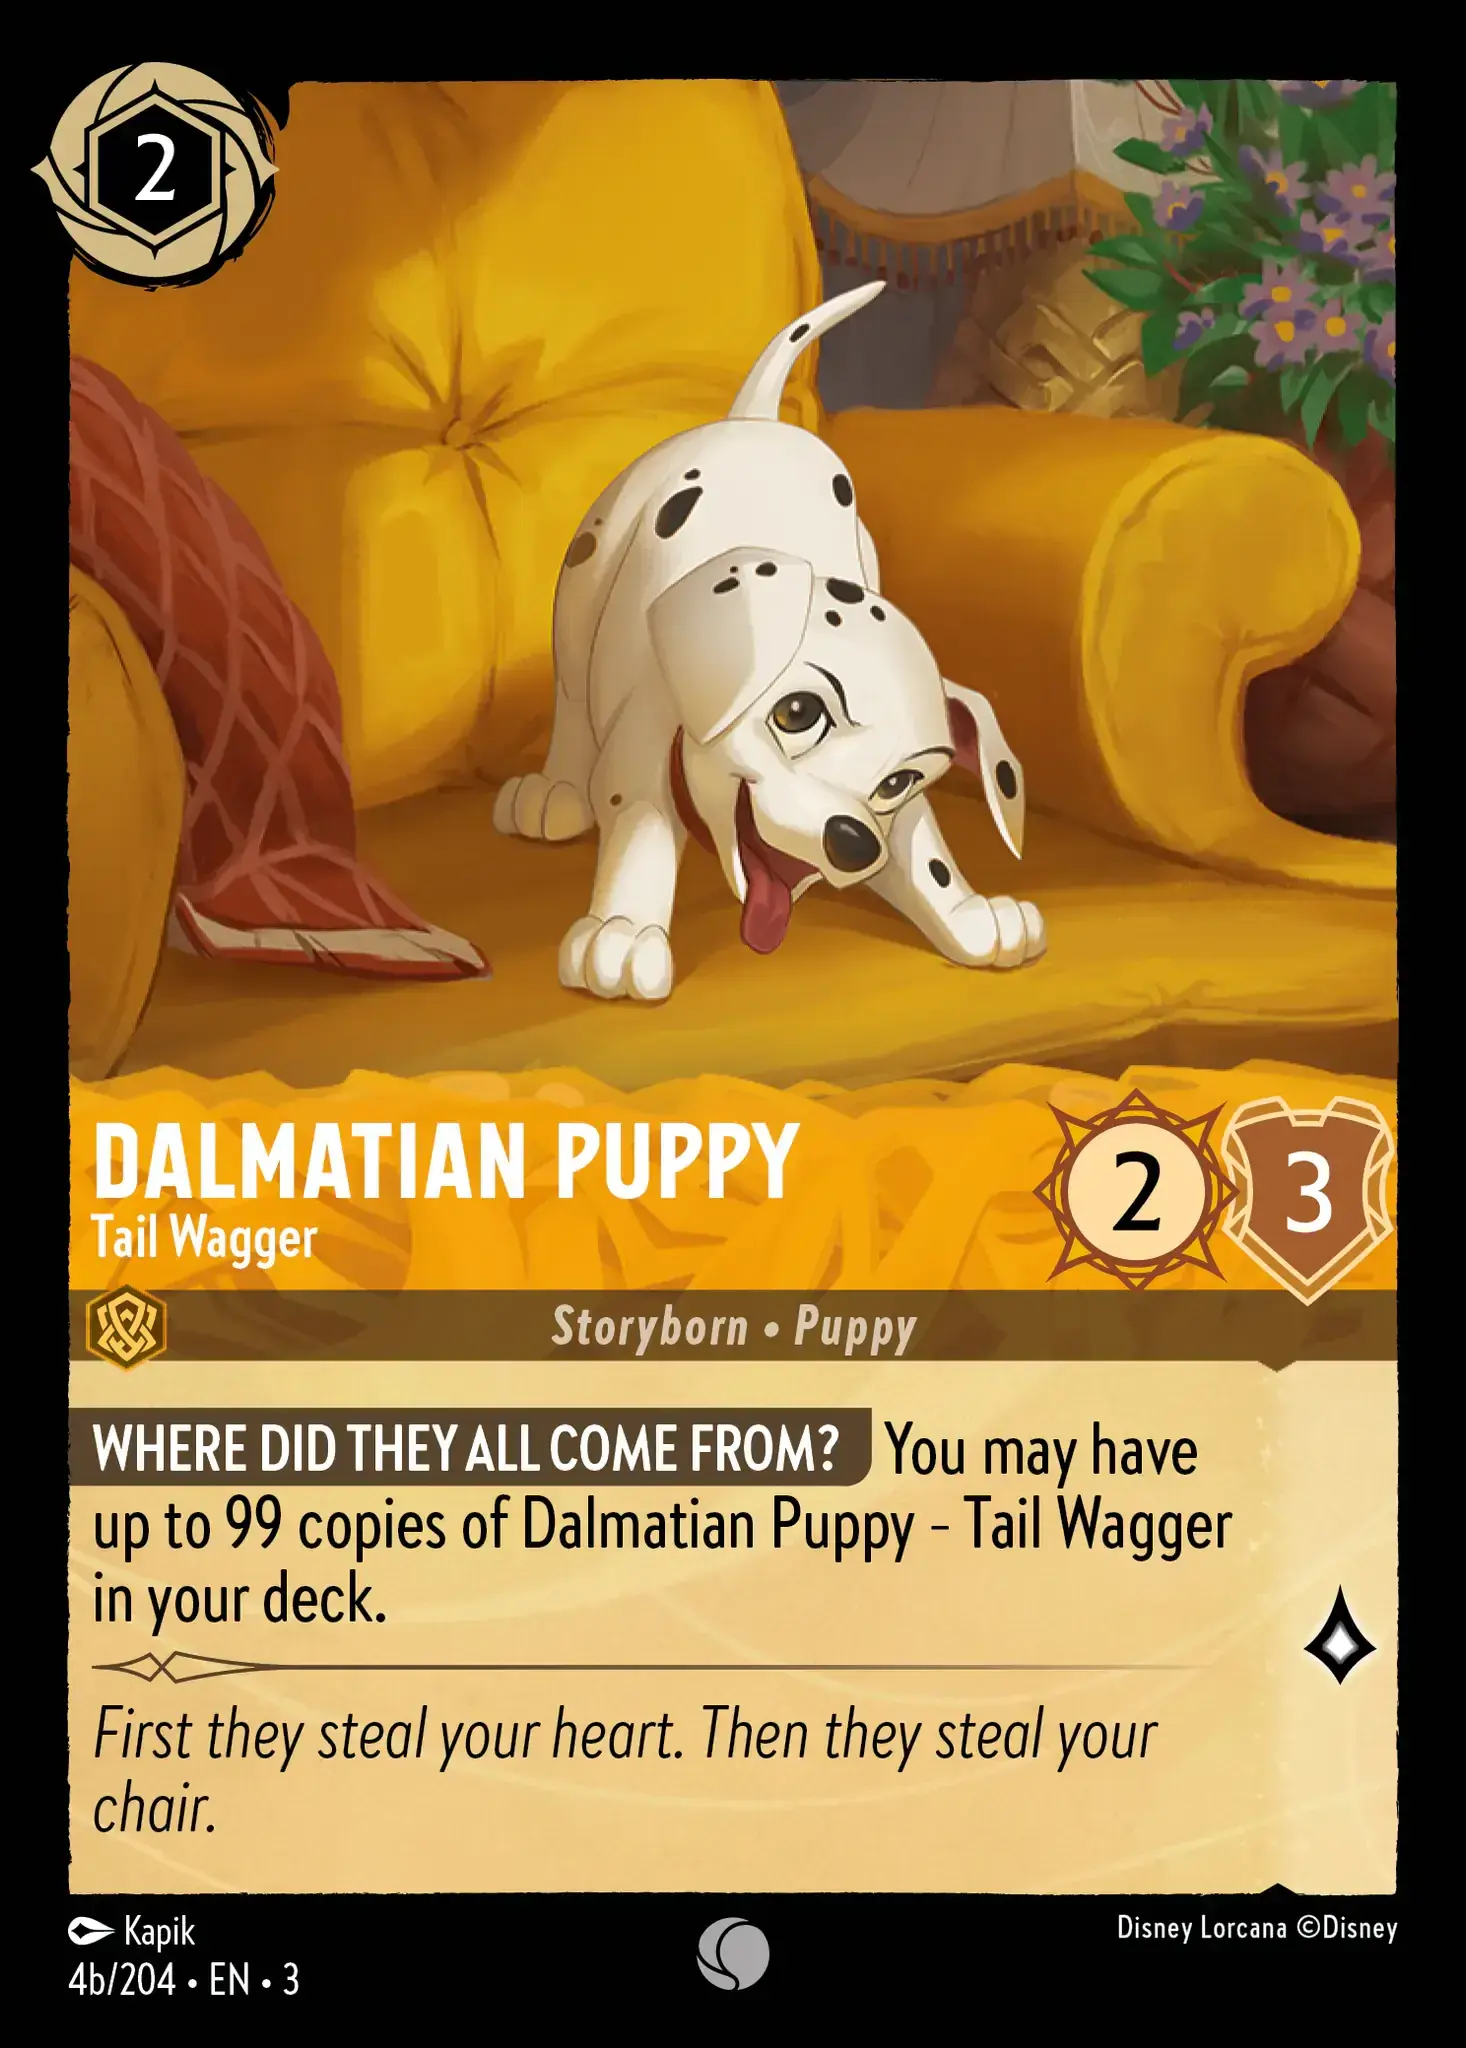 2
DALMATIAN PUPPY
Tail Wagger
2
3
Storyborn • Puppy
WHERE DID THEY ALL COME FROM? You may have
up to 99 copies of Dalmatian Puppy - Tail Wagger
in your deck.
First they steal your heart. Then they steal your
chair.
Kapik
Disney Lorcana ©Disney
4b/204 • EN • 3